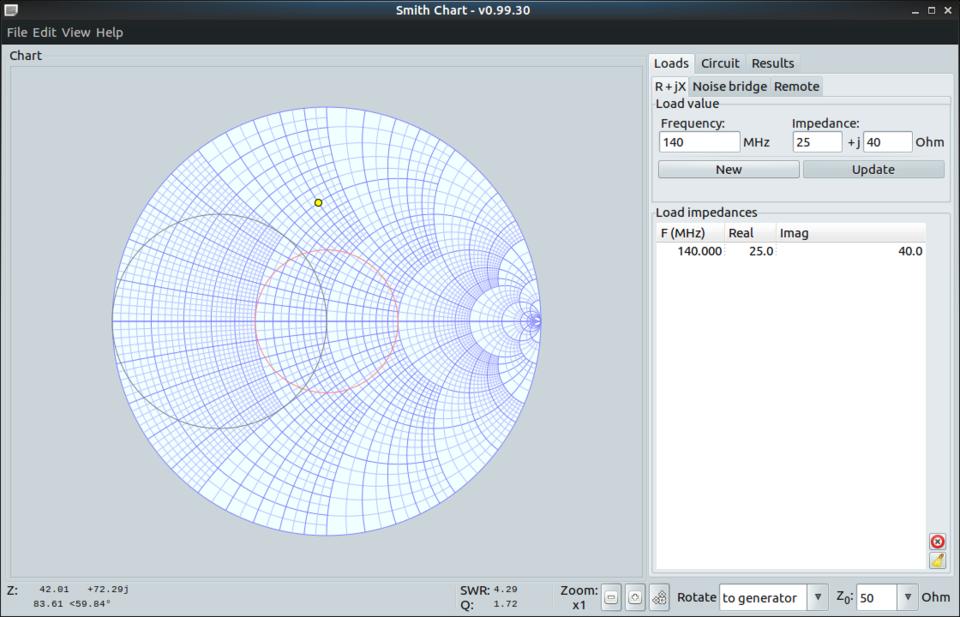 Smith Chart - v0.99.30
File Edit View Help
Chart
Loads Circuit Results
R + jX Noise bridge Remote
Load value
Frequency: Impedance:
140 MHz 25 +j 40 Ohm
New Update
Load impedances
F (MHz) Real Imag
140.000 25.0 40.0
Z: 42.01 +72.29j
83.61 <59.84°
SWR: 4.29
Q: 1.72
Zoom:
x1
Rotate to generator Z0: 50 Ohm